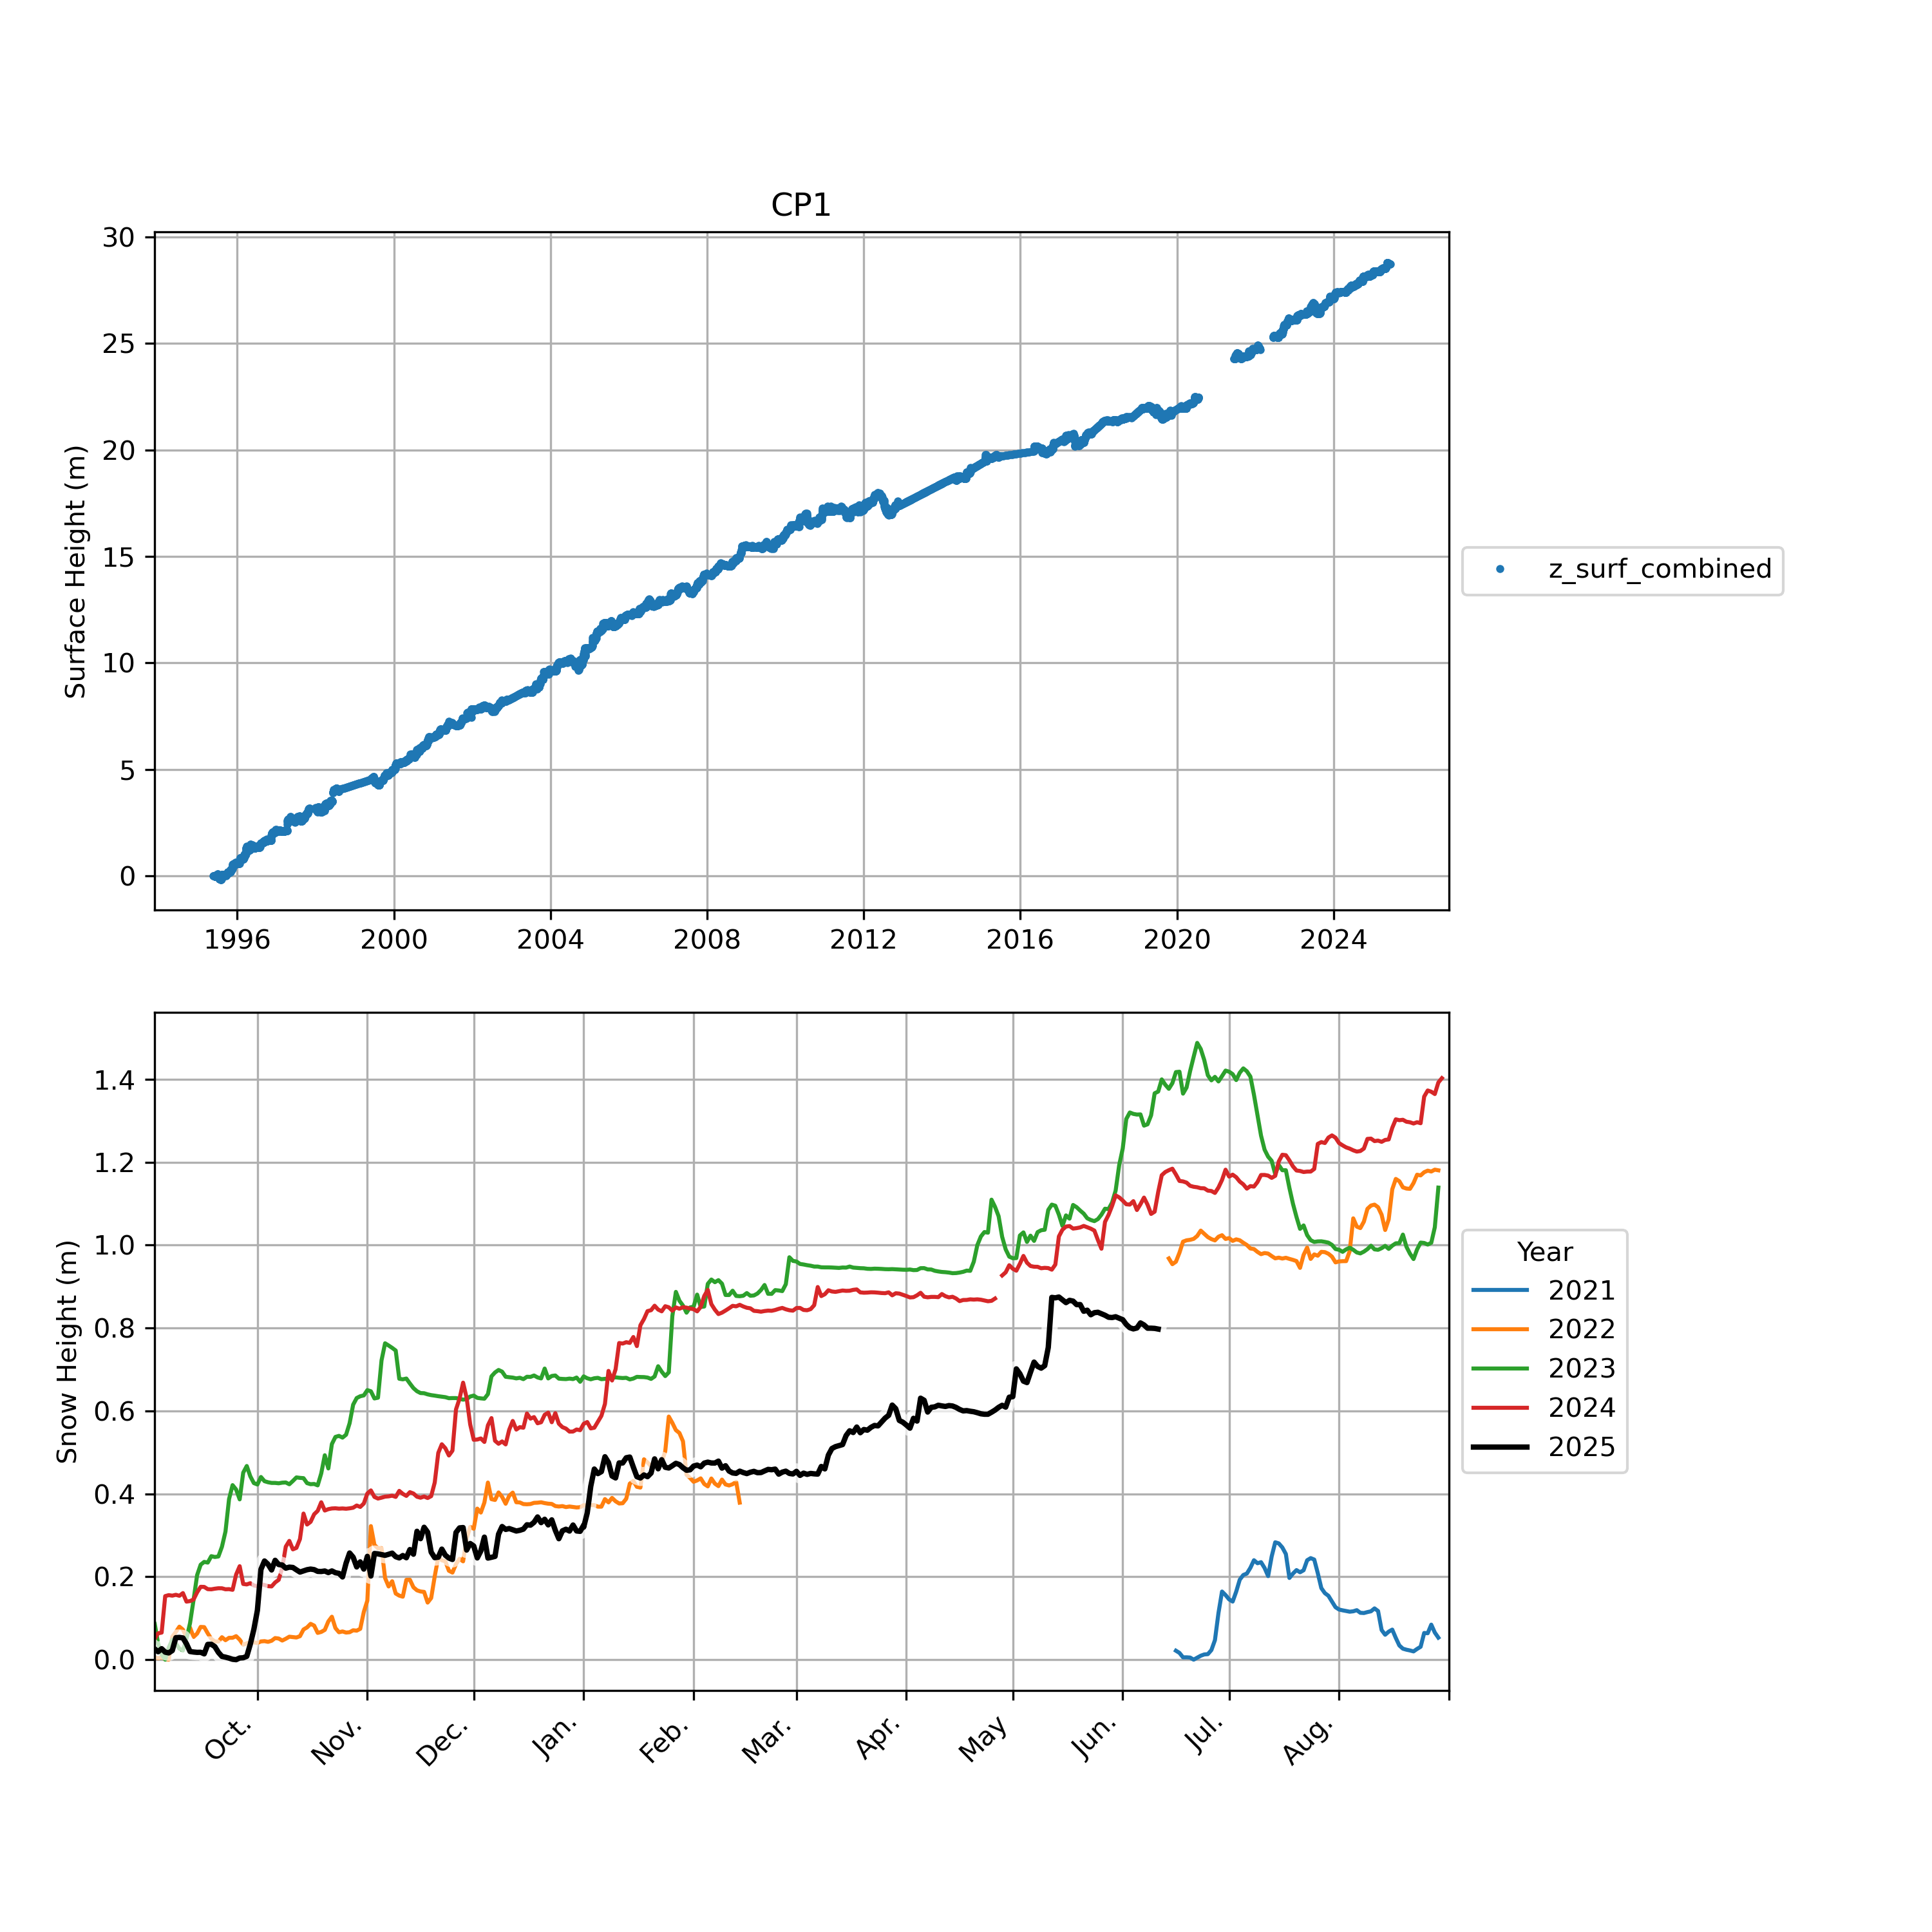 CP1
Surface Height (m)
30
25
20
15
10
5
0
1996 2000 2004 2008 2012 2016 2020 2024
z_surf_combined
Snow Height (m)
1.4
1.2
1.0
0.8
0.6
0.4
0.2
0.0
Oct. Nov. Dec. Jan. Feb. Mar. Apr. May Jun. Jul. Aug.
Year
2021
2022
2023
2024
2025